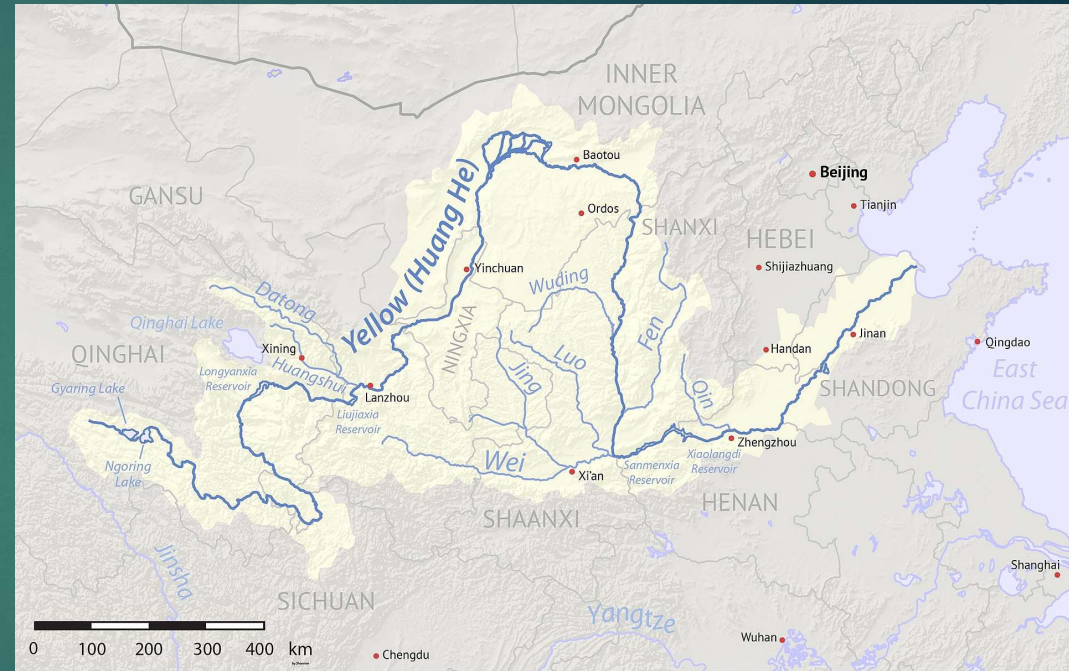 INNER
MONGOLIA
Baotou
Beijing
GANSU
Tianjin
Ordos
SHANXI
HEBEI
Yellow (Huang He)
Yinchuan
Shijiazhuang
Wuding
Datong
Qinghai Lake
Fen
NINGXIA
Jinan
Xining
Qingdao
QINGHAI
Huangshui
Luo
Handan
Longyanxia
Reservoir
Jing
East
China Sea
Gyaring Lake
Lanzhou
Qin
SHANDONG
Liujiaxia
Reservoir
Zhengzhou
Ngoring
Lake
Wei
Xi'an
Sanmenxia
Reservoir
Xiaolangdi
Reservoir
HENAN
SHAANXI
Jinsha
Shanghai
SICHUAN
Yangtze
Wuhan
0 100 200 300 400 km
Chengdu